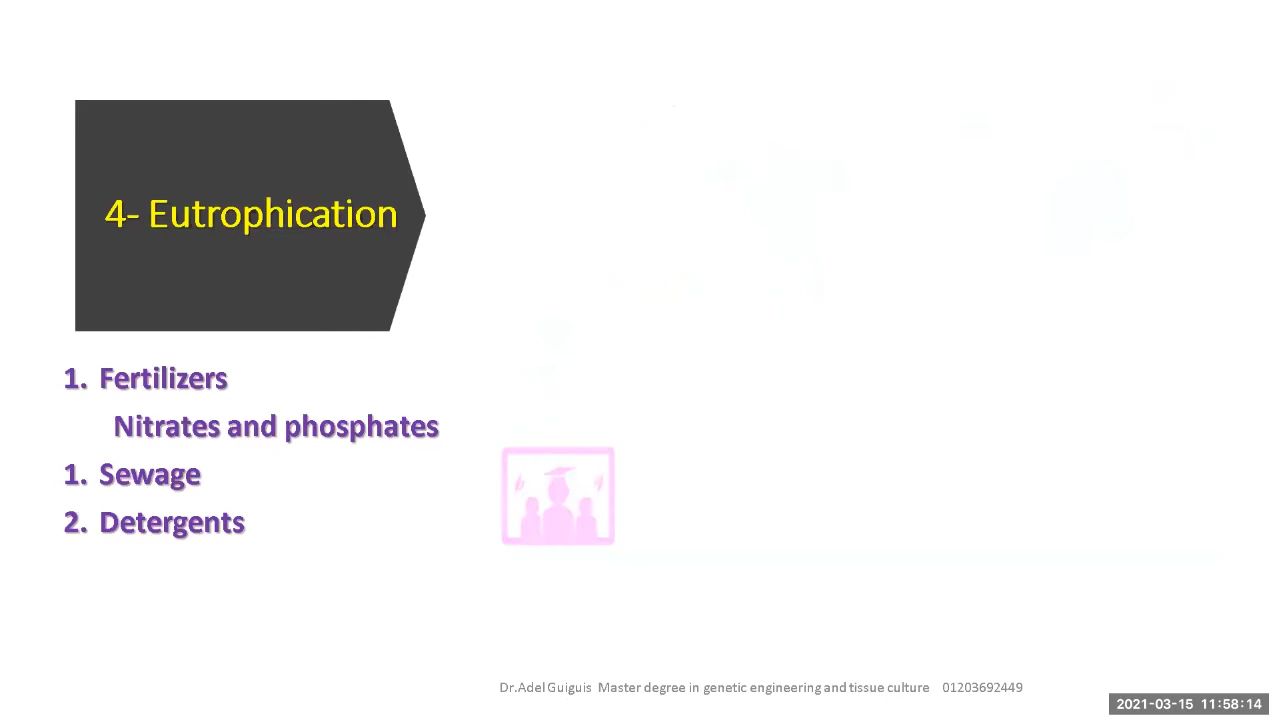 4- Eutrophication
1. Fertilizers
Nitrates and phosphates
1. Sewage
2. Detergents
Dr.Adel Guiguis Master degree in genetic engineering and tissue culture 01203692449
2021-03-15 11:58:14